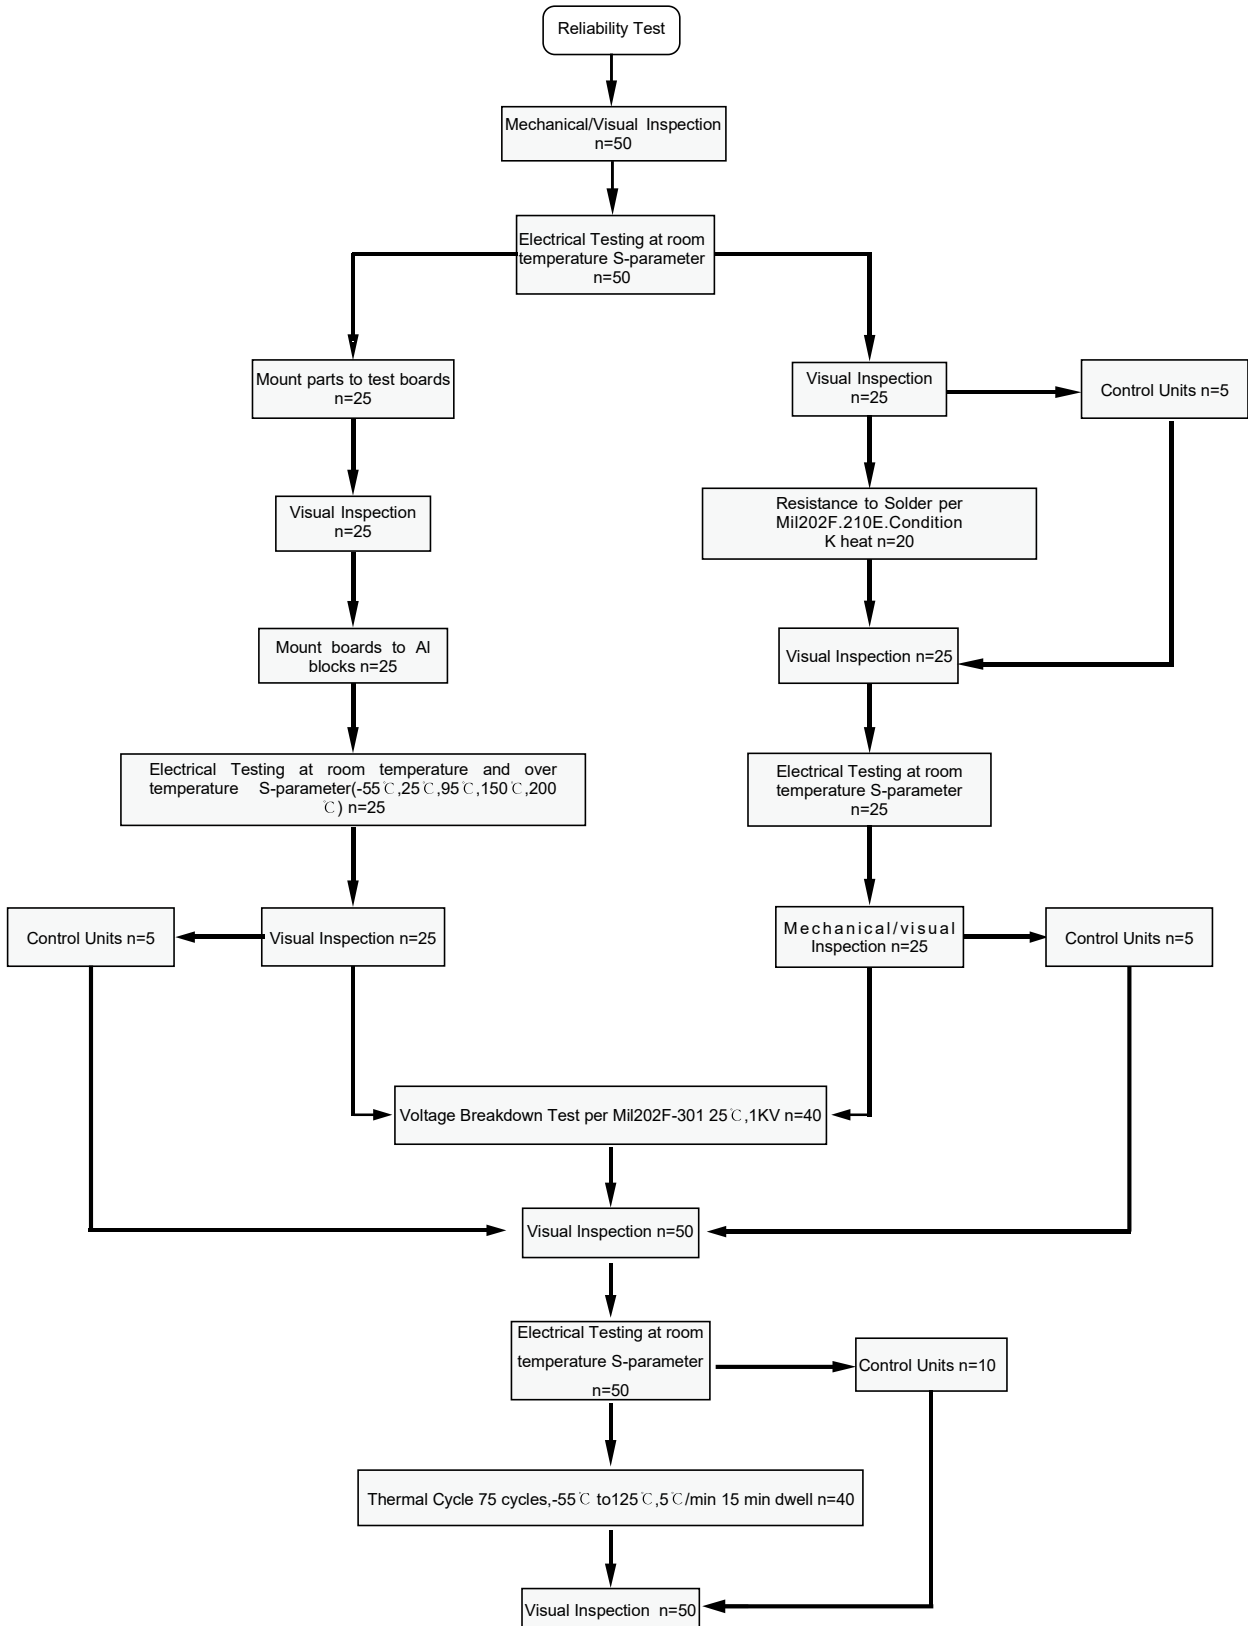 Reliability Test
Mechanical/Visual Inspection
n=50
Electrical Testing at room
temperature S-parameter
n=50
Mount parts to test boards
n=25
Visual Inspection
n=25
Control Units n=5
Visual Inspection
n=25
Resistance to Solder per
Mil202F.210E.Condition
K heat n=20
Mount boards to Al
blocks n=25
Visual Inspection n=25
Electrical Testing at room temperature and over
temperature S-parameter(-55℃,25℃,95℃,150℃,200
℃) n=25
Electrical Testing at room
temperature S-parameter
n=25
Control Units n=5
Visual Inspection n=25
Mechanical/visual
Inspection n=25
Control Units n=5
Voltage Breakdown Test per Mil202F-301 25℃,1KV n=40
Visual Inspection n=50
Electrical Testing at room
temperature S-parameter
n=50
Control Units n=10
Thermal Cycle 75 cycles,-55℃ to125℃,5℃/min 15 min dwell n=40
Visual Inspection n=50